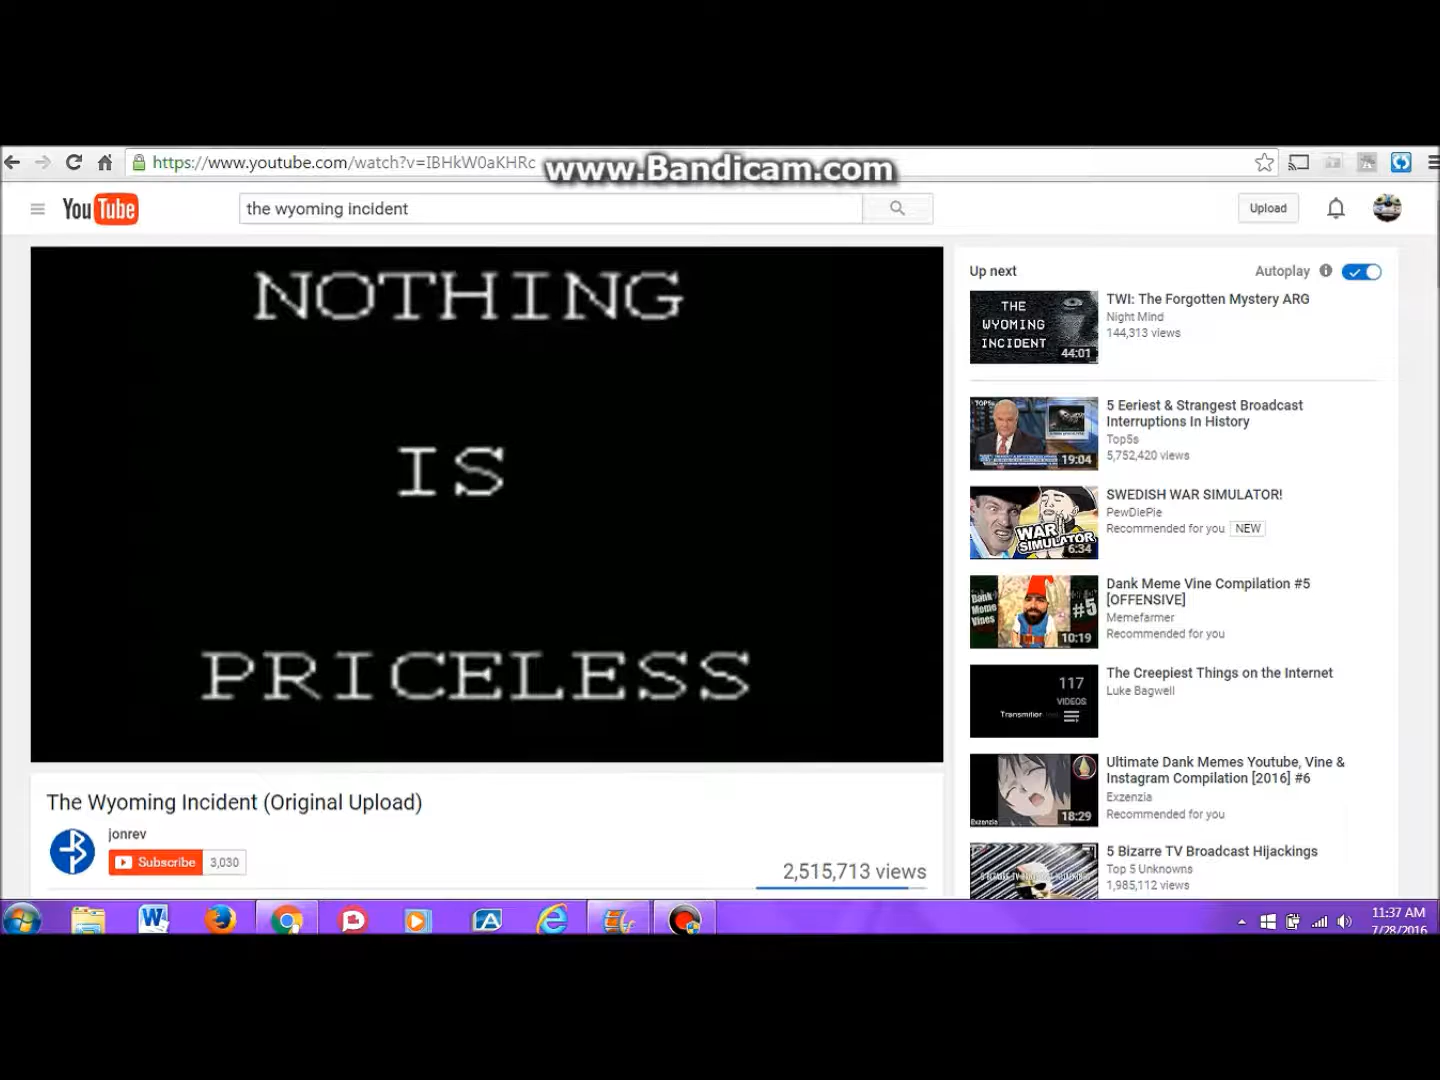 https://www.youtube.com/watch?v=IBHkW0aKHRc
www.Bandicam.com
YouTube
the wyoming incident
Upload
NOTHING
IS
PRICELESS
The Wyoming Incident (Original Upload)
jonrev
Subscribe 3,030
2,515,713 views
Up next
Autoplay
THE
WYOMING
INCIDENT
44:01
TWI: The Forgotten Mystery ARG
Night Mind
144,313 views
TOP5s
19:04
5 Eeriest & Strangest Broadcast
Interruptions In History
Top5s
5,752,420 views
WAR
SIMULATOR
6:34
SWEDISH WAR SIMULATOR!
PewDiePie
Recommended for you NEW
Dank
Meme
Vines
#5
10:19
Dank Meme Vine Compilation #5
[OFFENSIVE]
Memefarmer
Recommended for you
117
VIDEOS
The Creepiest Things on the Internet
Luke Bagwell
Exzenzia
18:29
Ultimate Dank Memes Youtube, Vine &
Instagram Compilation [2016] #6
Exzenzia
Recommended for you
5 Bizarre TV Broadcast Hijackings
Top 5 Unknowns
1,985,112 views
11:37 AM
7/28/2016